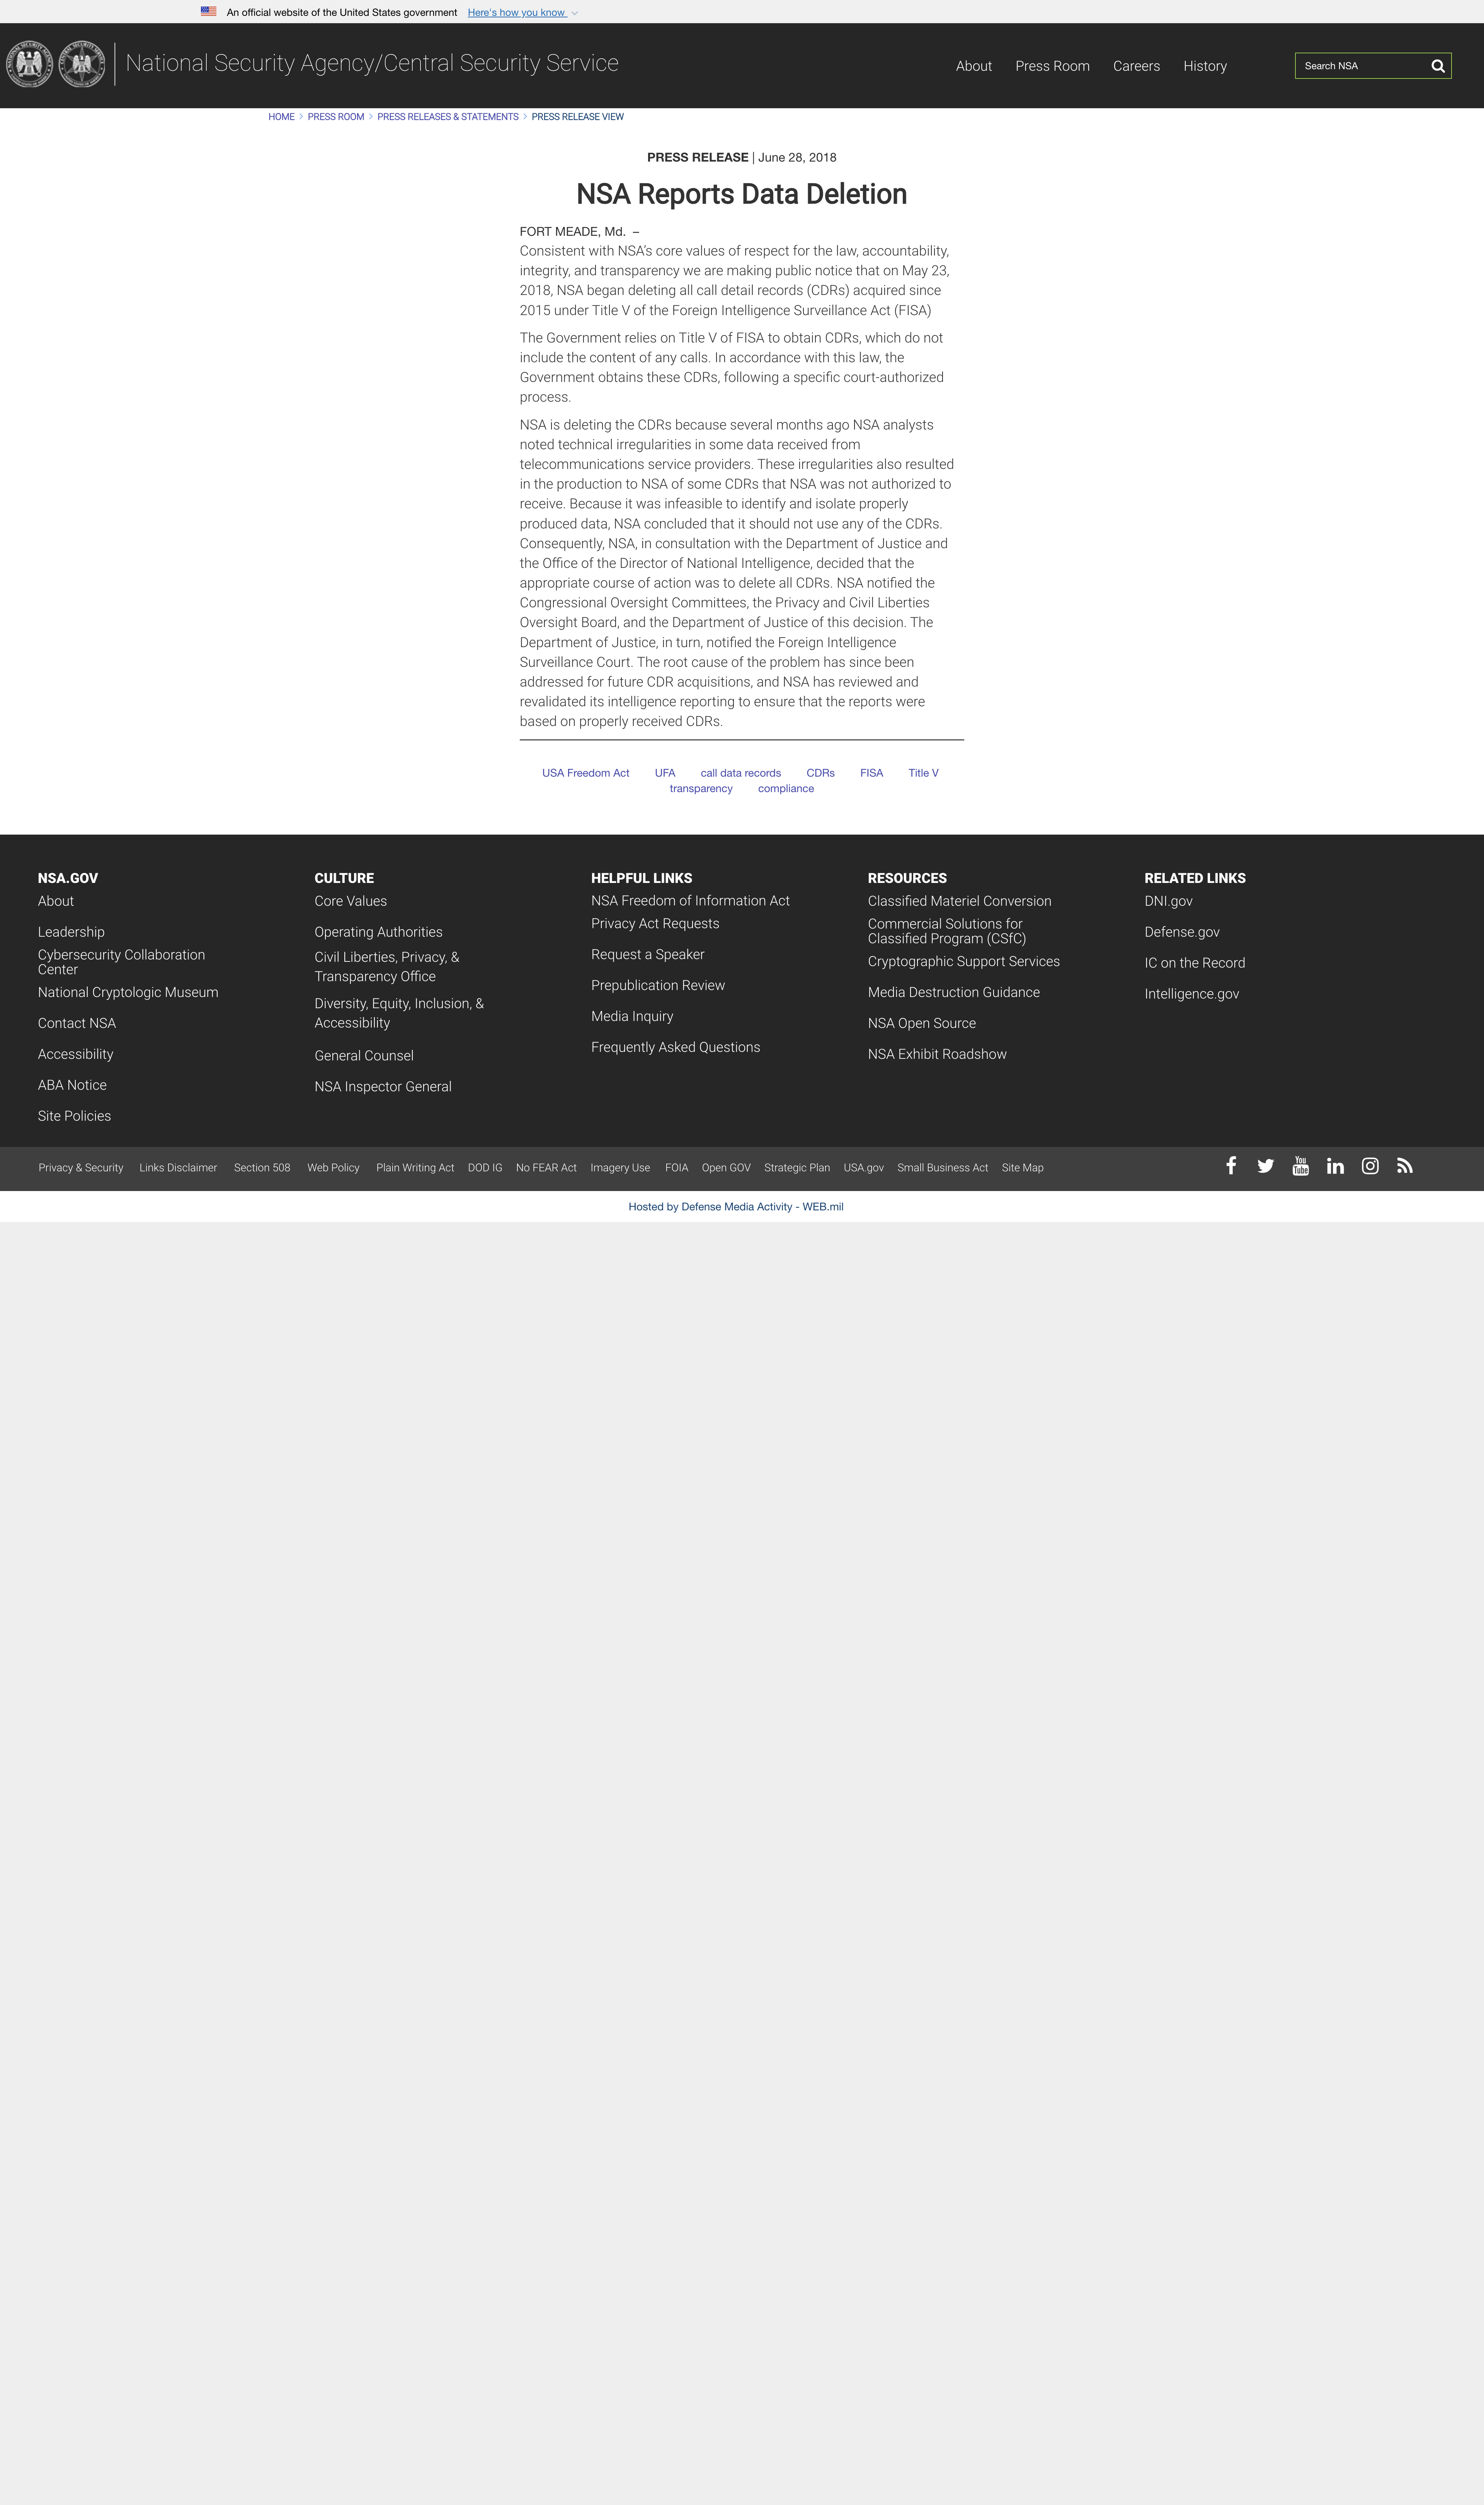 An official website of the United States government Here's how you know
National Security Agency/Central Security Service
About Press Room Careers History
Search NSA
HOME PRESS ROOM PRESS RELEASES & STATEMENTS PRESS RELEASE VIEW
PRESS RELEASE | June 28, 2018
NSA Reports Data Deletion
FORT MEADE, Md. –
Consistent with NSA’s core values of respect for the law, accountability,
integrity, and transparency we are making public notice that on May 23,
2018, NSA began deleting all call detail records (CDRs) acquired since
2015 under Title V of the Foreign Intelligence Surveillance Act (FISA)
The Government relies on Title V of FISA to obtain CDRs, which do not
include the content of any calls. In accordance with this law, the
Government obtains these CDRs, following a specific court-authorized
process.
NSA is deleting the CDRs because several months ago NSA analysts
noted technical irregularities in some data received from
telecommunications service providers. These irregularities also resulted
in the production to NSA of some CDRs that NSA was not authorized to
receive. Because it was infeasible to identify and isolate properly
produced data, NSA concluded that it should not use any of the CDRs.
Consequently, NSA, in consultation with the Department of Justice and
the Office of the Director of National Intelligence, decided that the
appropriate course of action was to delete all CDRs. NSA notified the
Congressional Oversight Committees, the Privacy and Civil Liberties
Oversight Board, and the Department of Justice of this decision. The
Department of Justice, in turn, notified the Foreign Intelligence
Surveillance Court. The root cause of the problem has since been
addressed for future CDR acquisitions, and NSA has reviewed and
revalidated its intelligence reporting to ensure that the reports were
based on properly received CDRs.
USA Freedom Act UFA call data records CDRs FISA Title V
transparency compliance
NSA.GOV
About
Leadership
Cybersecurity Collaboration
Center
National Cryptologic Museum
Contact NSA
Accessibility
ABA Notice
Site Policies
CULTURE
Core Values
Operating Authorities
Civil Liberties, Privacy, &
Transparency Office
Diversity, Equity, Inclusion, &
Accessibility
General Counsel
NSA Inspector General
HELPFUL LINKS
NSA Freedom of Information Act
Privacy Act Requests
Request a Speaker
Prepublication Review
Media Inquiry
Frequently Asked Questions
RESOURCES
Classified Materiel Conversion
Commercial Solutions for
Classified Program (CSfC)
Cryptographic Support Services
Media Destruction Guidance
NSA Open Source
NSA Exhibit Roadshow
RELATED LINKS
DNI.gov
Defense.gov
IC on the Record
Intelligence.gov
Privacy & Security Links Disclaimer Section 508 Web Policy Plain Writing Act DOD IG No FEAR Act Imagery Use FOIA Open GOV Strategic Plan USA.gov Small Business Act Site Map
You
Tube
Hosted by Defense Media Activity - WEB.mil